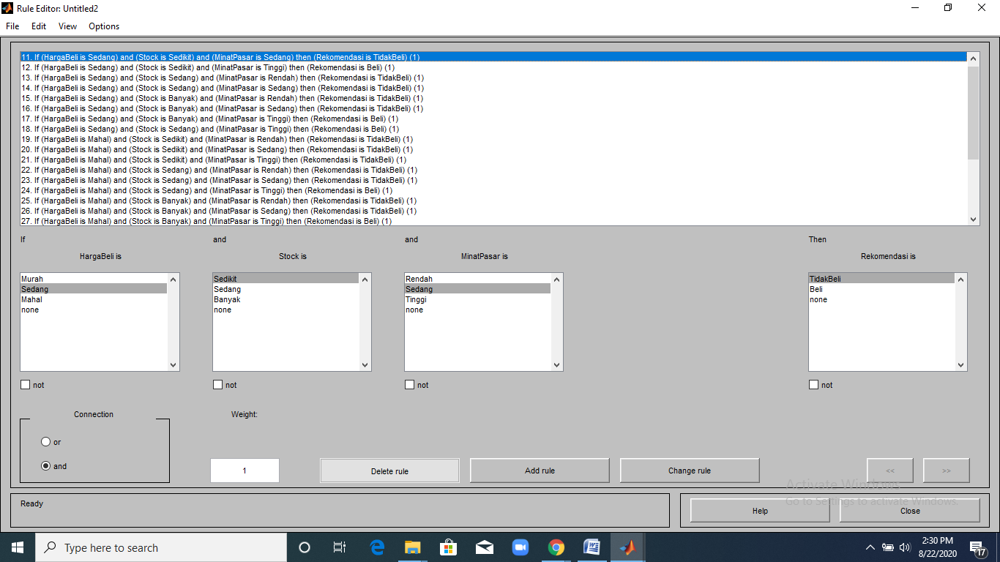 Rule Editor: Untitled2
File Edit View Options
11. If (HargaBeli is Sedang) and (Stock is Sedikit) and (MinatPasar is Sedang) then (Rekomendasi is TidakBeli) (1)
12. If (HargaBeli is Sedang) and (Stock is Sedikit) and (MinatPasar is Tinggi) then (Rekomendasi is Beli) (1)
13. If (HargaBeli is Sedang) and (Stock is Sedang) and (MinatPasar is Rendah) then (Rekomendasi is TidakBeli) (1)
14. If (HargaBeli is Sedang) and (Stock is Sedang) and (MinatPasar is Sedang) then (Rekomendasi is TidakBeli) (1)
15. If (HargaBeli is Sedang) and (Stock is Banyak) and (MinatPasar is Rendah) then (Rekomendasi is TidakBeli) (1)
16. If (HargaBeli is Sedang) and (Stock is Banyak) and (MinatPasar is Sedang) then (Rekomendasi is TidakBeli) (1)
17. If (HargaBeli is Sedang) and (Stock is Banyak) and (MinatPasar is Tinggi) then (Rekomendasi is Beli) (1)
18. If (HargaBeli is Sedang) and (Stock is Sedang) and (MinatPasar is Tinggi) then (Rekomendasi is Beli) (1)
19. If (HargaBeli is Mahal) and (Stock is Sedikit) and (MinatPasar is Rendah) then (Rekomendasi is TidakBeli) (1)
20. If (HargaBeli is Mahal) and (Stock is Sedikit) and (MinatPasar is Sedang) then (Rekomendasi is TidakBeli) (1)
21. If (HargaBeli is Mahal) and (Stock is Sedikit) and (MinatPasar is Tinggi) then (Rekomendasi is TidakBeli) (1)
22. If (HargaBeli is Mahal) and (Stock is Sedang) and (MinatPasar is Rendah) then (Rekomendasi is TidakBeli) (1)
23. If (HargaBeli is Mahal) and (Stock is Sedang) and (MinatPasar is Sedang) then (Rekomendasi is TidakBeli) (1)
24. If (HargaBeli is Mahal) and (Stock is Sedang) and (MinatPasar is Tinggi) then (Rekomendasi is Beli) (1)
25. If (HargaBeli is Mahal) and (Stock is Banyak) and (MinatPasar is Rendah) then (Rekomendasi is TidakBeli) (1)
26. If (HargaBeli is Mahal) and (Stock is Banyak) and (MinatPasar is Sedang) then (Rekomendasi is TidakBeli) (1)
27. If (HargaBeli is Mahal) and (Stock is Banyak) and (MinatPasar is Tinggi) then (Rekomendasi is Beli) (1)
If and and Then
HargaBeli is Stock is MinatPasar is Rekomendasi is
Murah Sedikit Rendah TidakBeli
Sedang Sedang Sedang Beli
Mahal Banyak Tinggi none
none none none
not not not not
Connection Weight:
or
and
1 Delete rule Add rule Change rule << >>
Activate Windows
Go to Settings to activate Windows.
Ready
Help Close
Type here to search
2:30 PM
8/22/2020
17